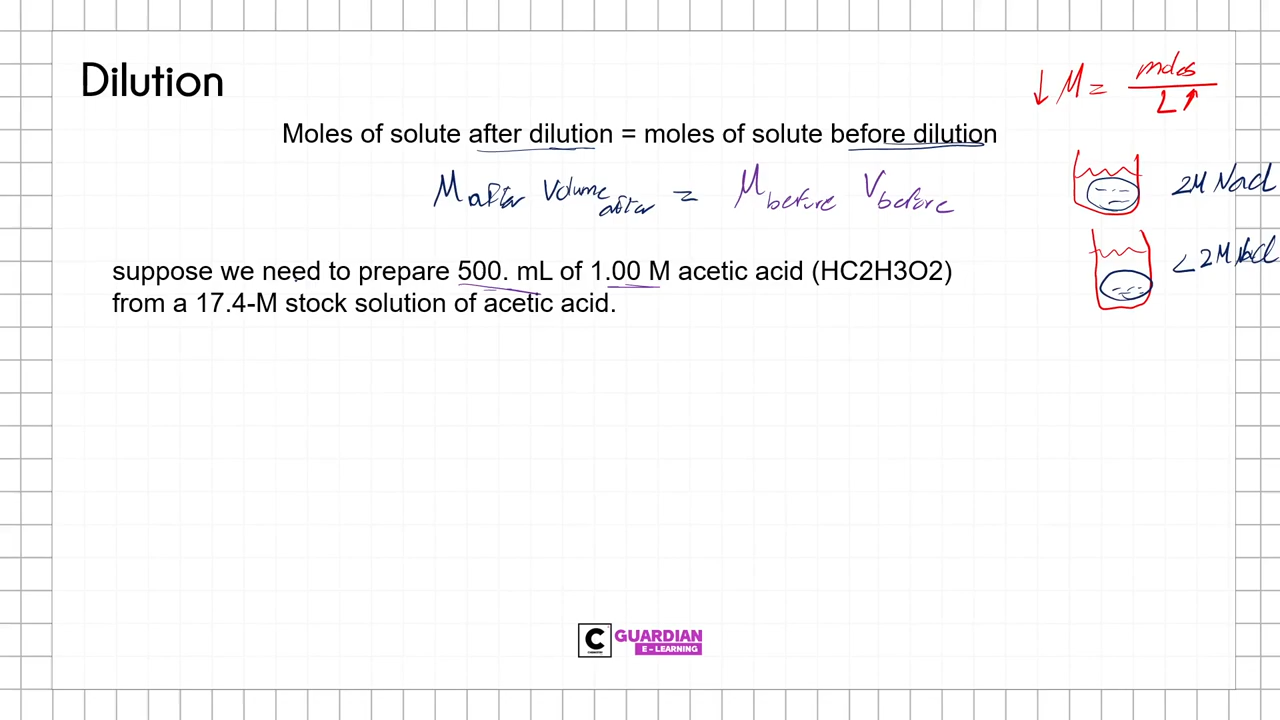 Dilution
↓ M = moles / L ↑
Moles of solute after dilution = moles of solute before dilution
M after Volume after = M before V before
2M Nacl
< 2M Nacl
suppose we need to prepare 500. mL of 1.00 M acetic acid (HC2H3O2)
from a 17.4-M stock solution of acetic acid.
C GUARDIAN
E - LEARNING